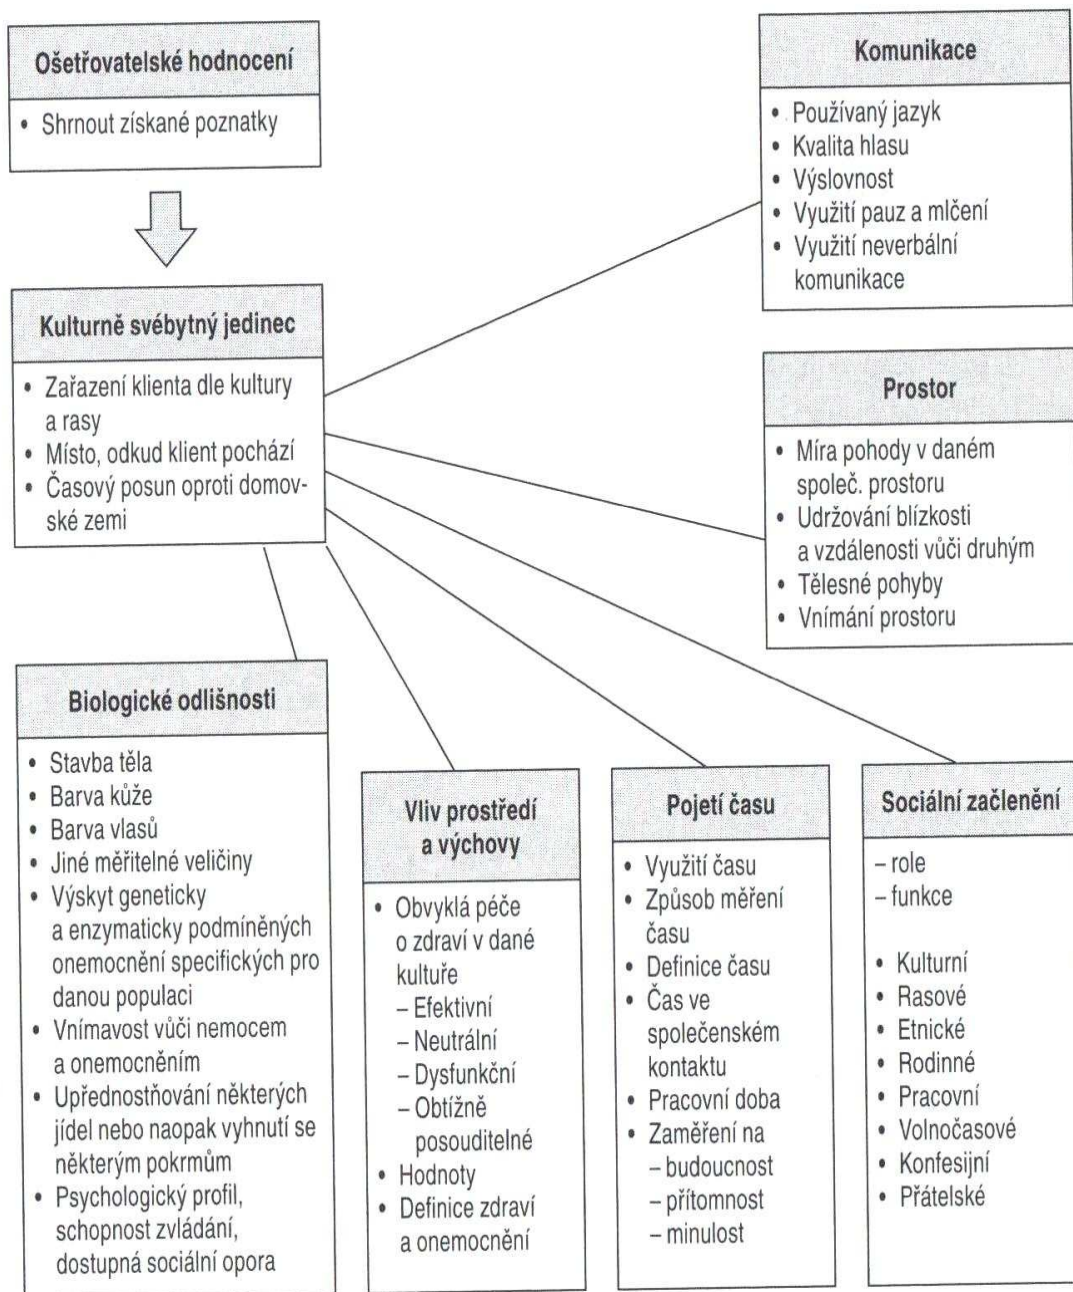 Ošetřovatelské hodnocení
• Shrnout získané poznatky
Kulturně svébytný jedinec
• Zařazení klienta dle kultury
a rasy
• Místo, odkud klient pochází
• Časový posun oproti domov-
ské zemi
Komunikace
• Používaný jazyk
• Kvalita hlasu
• Výslovnost
• Využití pauz a mlčení
• Využití neverbální
komunikace
Prostor
• Míra pohody v daném
společ. prostoru
• Udržování blízkosti
a vzdálenosti vůči druhým
• Tělesné pohyby
• Vnímání prostoru
Biologické odlišnosti
• Stavba těla
• Barva kůže
• Barva vlasů
• Jiné měřitelné veličiny
• Výskyt geneticky
a enzymaticky podmíněných
onemocnění specifických pro
danou populaci
• Vnímavost vůči nemocem
a onemocněním
• Upřednostňování některých
jídel nebo naopak vyhnutí se
některým pokrmům
• Psychologický profil,
schopnost zvládání,
dostupná sociální opora
Vliv prostředí
a výchovy
• Obvyklá péče
o zdraví v dané
kultuře
– Efektivní
– Neutrální
– Dysfunkční
– Obtížně
posouditelné
• Hodnoty
• Definice zdraví
a onemocnění
Pojetí času
• Využití času
• Způsob měření
času
• Definice času
• Čas ve
společenském
kontaktu
• Pracovní doba
• Zaměření na
– budoucnost
– přítomnost
– minulost
Sociální začlenění
– role
– funkce
• Kulturní
• Rasové
• Etnické
• Rodinné
• Pracovní
• Volnočasové
• Konfesijní
• Přátelské